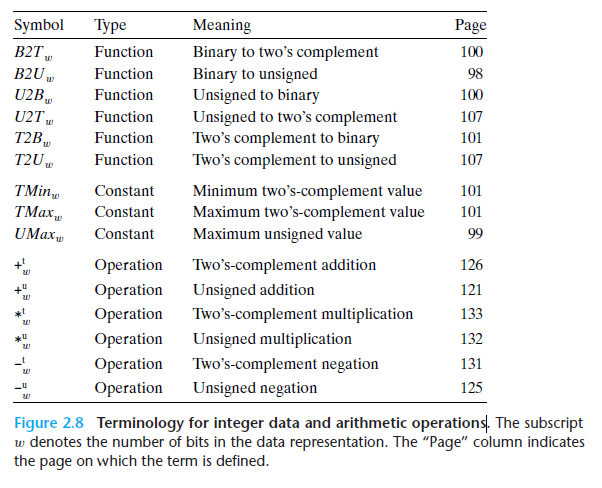 Symbol Type Meaning Page
B2T_w Function Binary to two's complement 100
B2U_w Function Binary to unsigned 98
U2B_w Function Unsigned to binary 100
U2T_w Function Unsigned to two's complement 107
T2B_w Function Two's complement to binary 101
T2U_w Function Two's complement to unsigned 107
TMin_w Constant Minimum two's-complement value 101
TMax_w Constant Maximum two's-complement value 101
UMax_w Constant Maximum unsigned value 99
+^t_w Operation Two's-complement addition 126
+^u_w Operation Unsigned addition 121
*^t_w Operation Two's-complement multiplication 133
*^u_w Operation Unsigned multiplication 132
-^t_w Operation Two's-complement negation 131
-^u_w Operation Unsigned negation 125
Figure 2.8 Terminology for integer data and arithmetic operations. The subscript
w denotes the number of bits in the data representation. The “Page” column indicates
the page on which the term is defined.